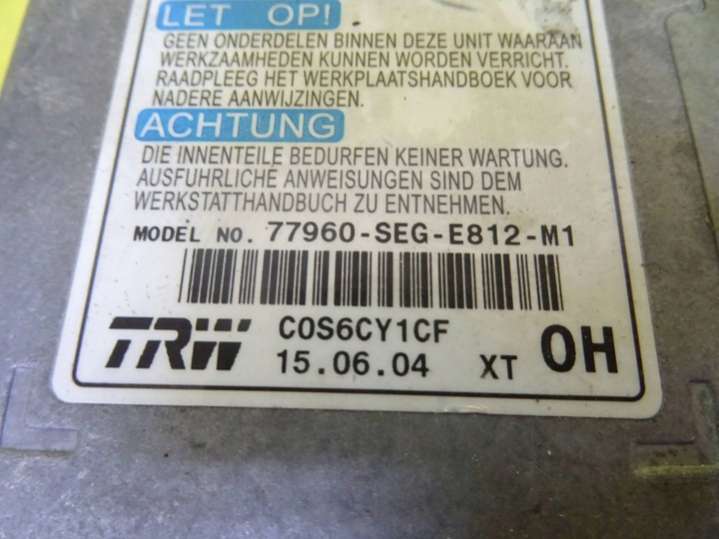 LET OP!
GEEN ONDERDELEN BINNEN DEZE UNIT WAARAAN
WERKZAAMHEDEN KUNNEN WORDEN VERRICHT.
RAADPLEEG HET WERKPLAATSHANDBOEK VOOR
NADERE AANWIJZINGEN.
ACHTUNG
DIE INNENTEILE BEDURFEN KEINER WARTUNG.
AUSFUHRLICHE ANWEISUNGEN SIND DEM
WERKSTATTHANDBUCH ZU ENTNEHMEN.
MODEL NO. 77960-SEG-E812-M1
TRW C0S6CY1CF
15.06.04 XT 0H